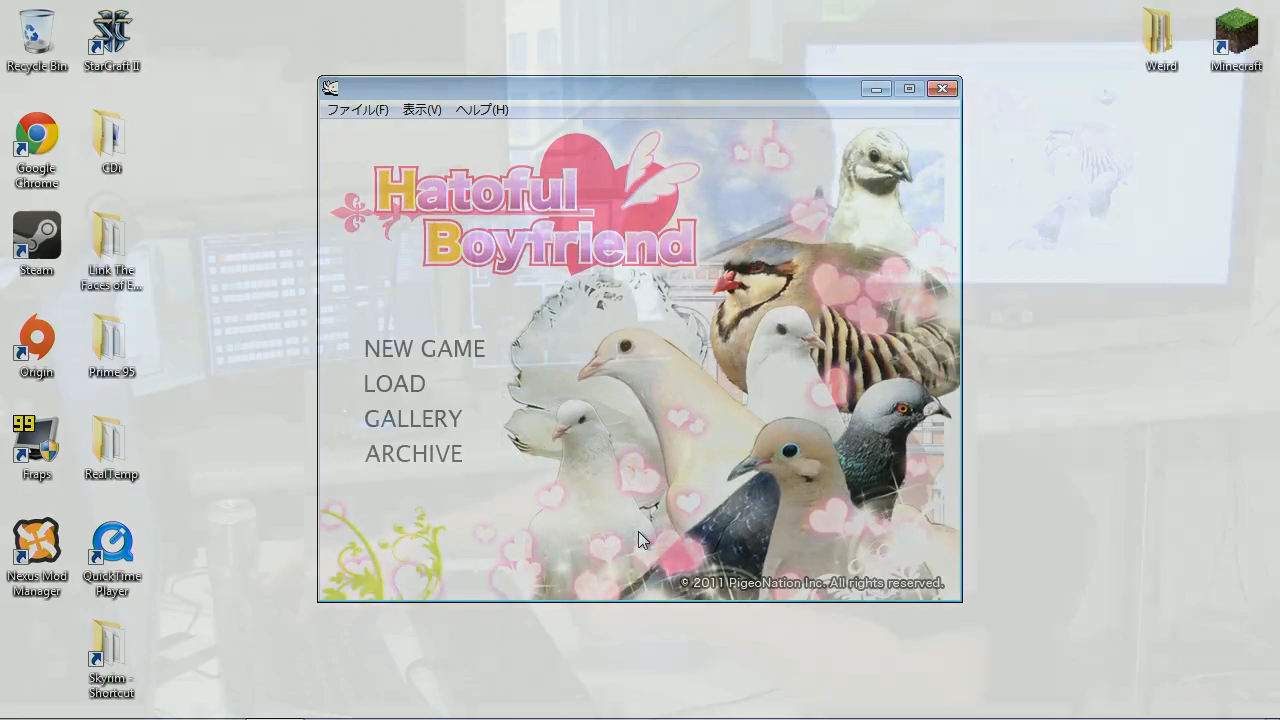 Recycle Bin
StarCraft II
Weird
Minecraft
ファイル(F) 表示(V) ヘルプ(H)
Hatoful
Boyfriend
NEW GAME
LOAD
GALLERY
ARCHIVE
© 2011 PigeoNation Inc. All rights reserved.
Google
Chrome
CDi
Steam
Link The
Faces of E...
Origin
Prime 95
99
Fraps
RealTemp
Nexus Mod
Manager
QuickTime
Player
Skyrim -
Shortcut